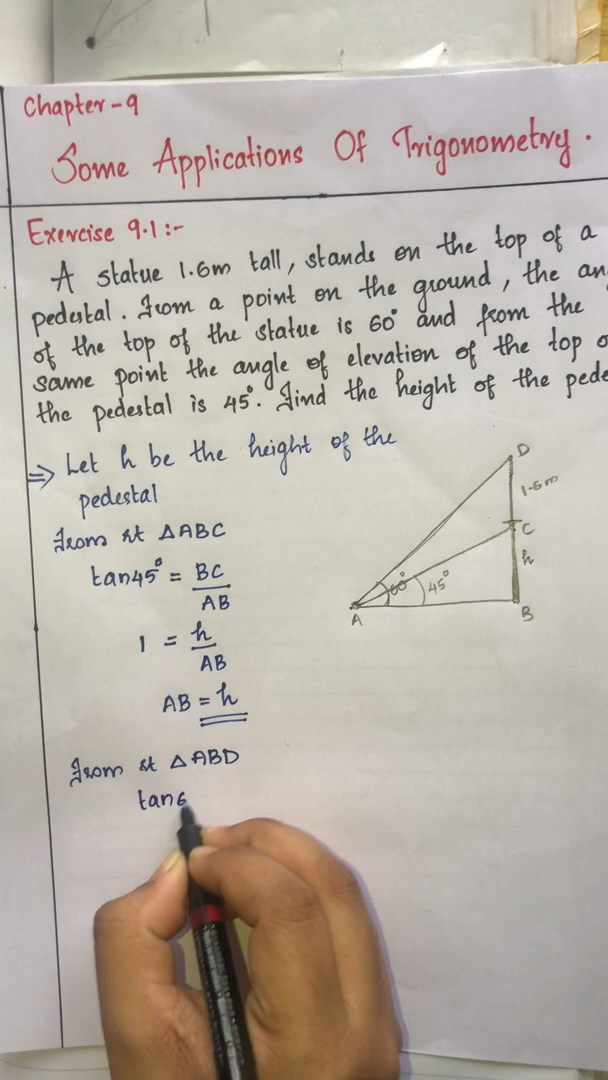 Chapter-9
Some Applications Of Trigonometry.
Exercise 9.1:-
A statue 1.6m tall, stands on the top of a
pedestal. From a point on the ground, the
of the top of the statue is 60° and from the
same point the angle of elevation of the top
the pedestal is 45°. Find the height of the
⇒ Let h be the height of the
pedestal
From rt △ABC
tan45° = BC
AB
1 = h
AB
AB = h
From rt △ABD
tan6
D
1.6m
C
h
60°
45°
A
B